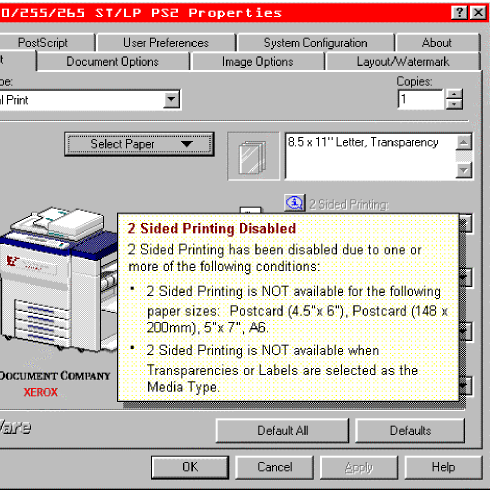 0/255/265 ST/LP PS2 Properties
PostScript User Preferences System Configuration About
t Document Options Image Options Layout/Watermark
pe: Copies:
al Print 1
Select Paper 8.5 x 11" Letter, Transparency
2 Sided Printing:
2 Sided Printing Disabled
2 Sided Printing has been disabled due to one or
more of the following conditions:
• 2 Sided Printing is NOT available for the following
paper sizes: Postcard (4.5"x 6"), Postcard (148 x
200mm), 5"x 7", A6.
• 2 Sided Printing is NOT available when
Transparencies or Labels are selected as the
Media Type.
DOCUMENT COMPANY
XEROX
Ware
Default All Defaults
OK Cancel Apply Help